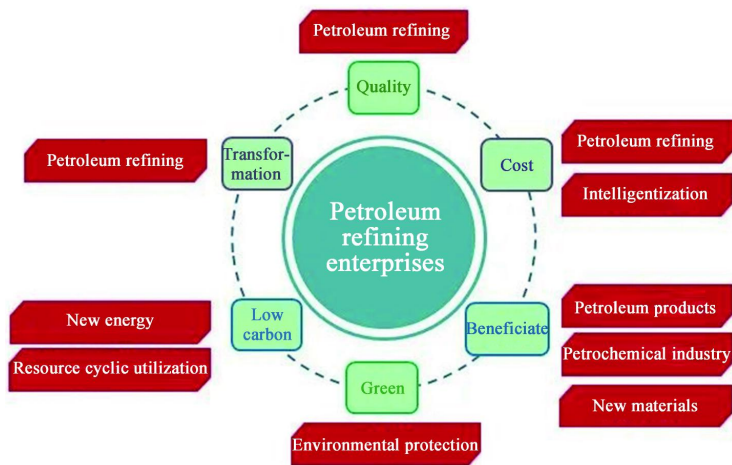 Petroleum refining
Quality
Petroleum refining
Transfor-
mation
Cost
Petroleum refining
Intelligentization
Petroleum
refining
enterprises
New energy
Resource cyclic utilization
Low
carbon
Beneficiate
Petroleum products
Petrochemical industry
New materials
Green
Environmental protection